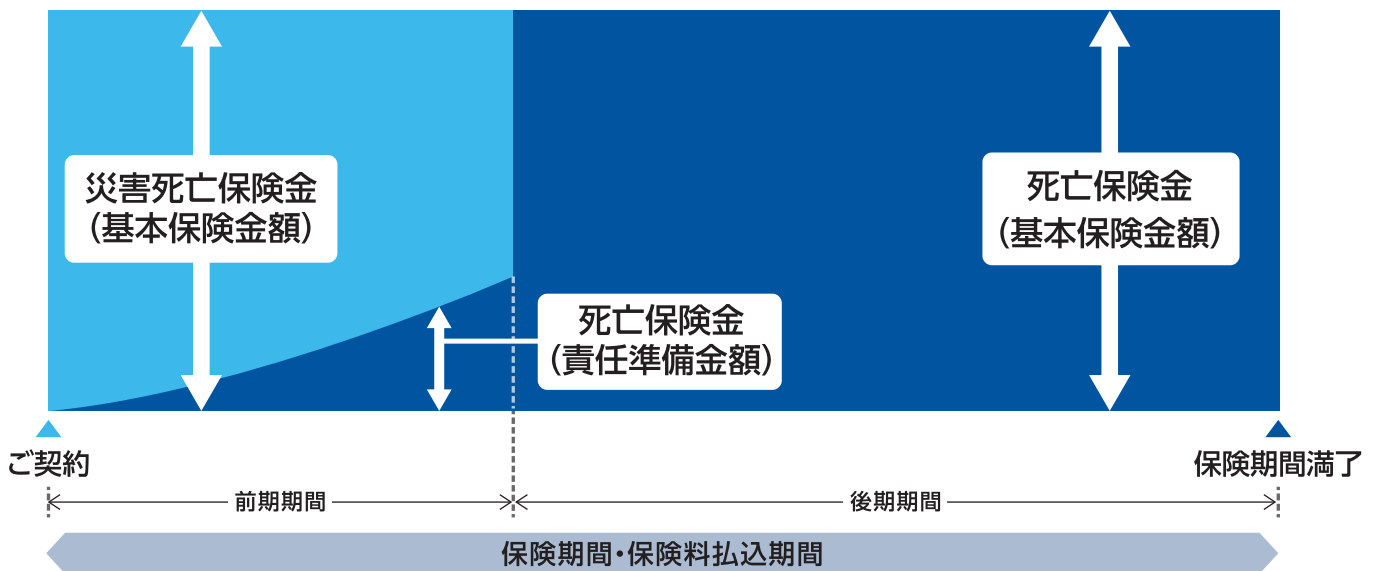 災害死亡保険金
（基本保険金額）
死亡保険金
（基本保険金額）
死亡保険金
（責任準備金額）
ご契約
保険期間満了
前期期間
後期期間
保険期間・保険料払込期間